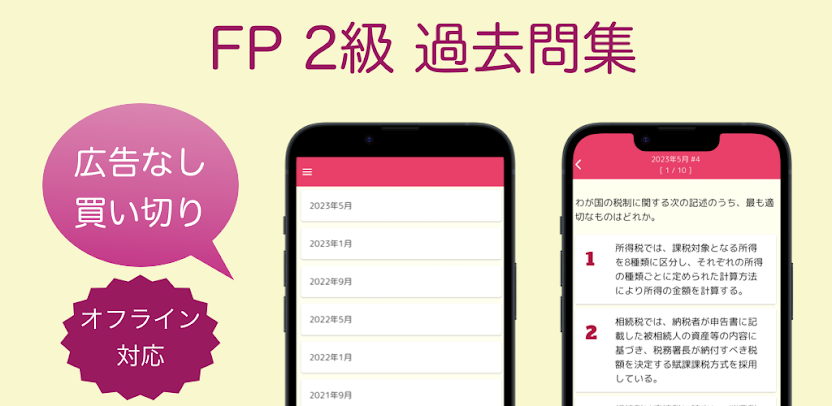 FP 2級 過去問集
広告なし
買い切り
オフライン
対応
2023年5月
2023年1月
2022年9月
2022年5月
2022年1月
2021年9月
2023年5月 #4
[ 1 / 10 ]
わが国の税制に関する次の記述のうち、最も適
切なものはどれか。
1
所得税では、課税対象となる所得
を8種類に区分し、それぞれの所得
の種類ごとに定められた計算方法
により所得の金額を計算する。
2
相続税では、納税者が申告書に記
載した被相続人の資産等の内容に
基づき、税務署長が納付すべき税
額を決定する賦課課税方式を採用
している。